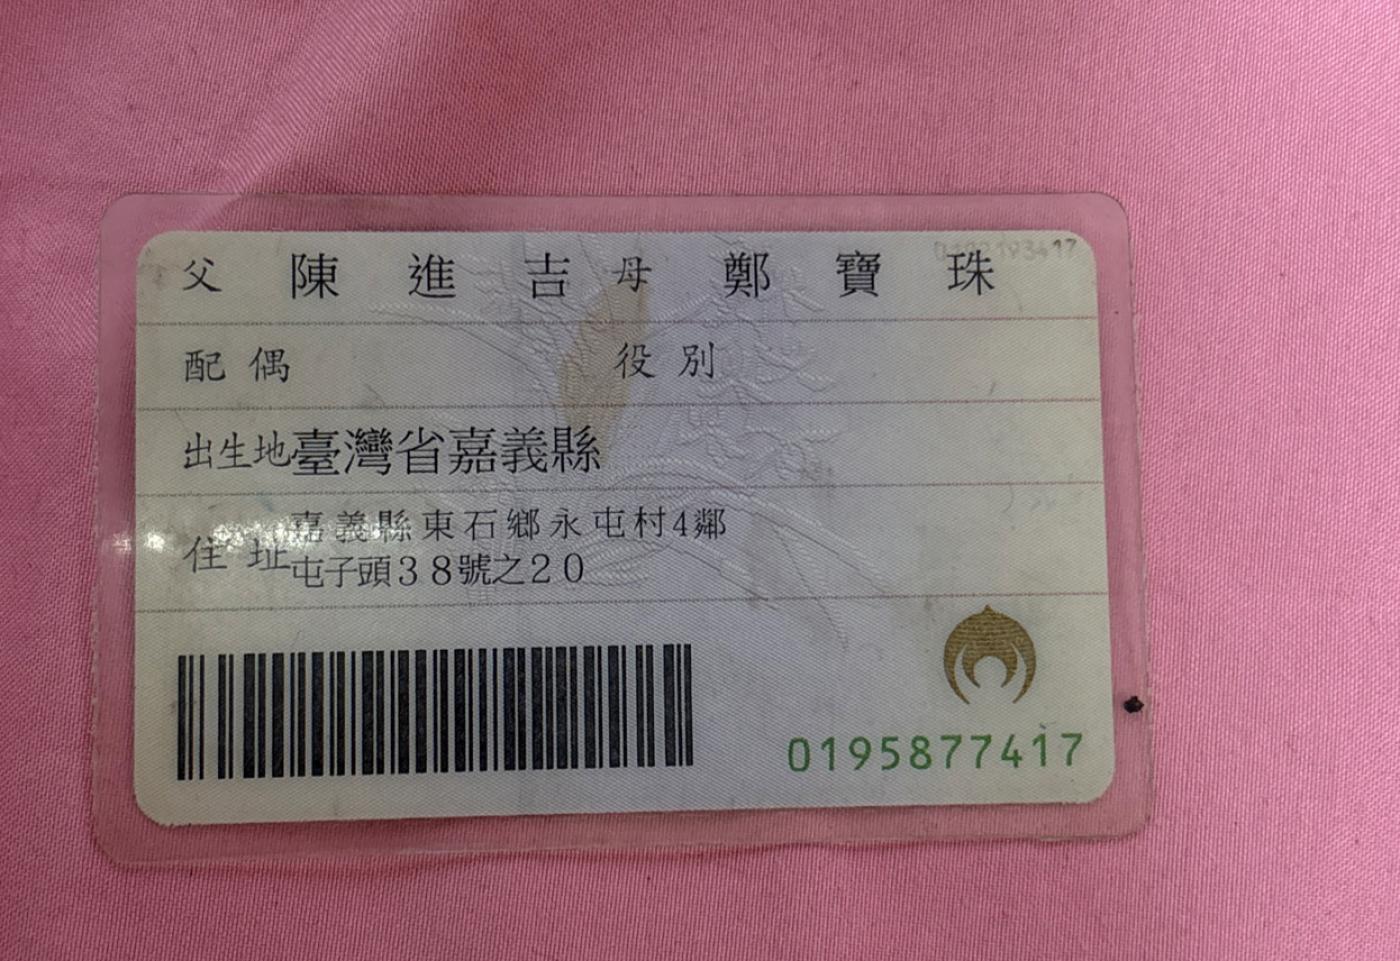 父 陳進吉 母 鄭寶珠
配偶 役別
出生地 臺灣省嘉義縣
住址 嘉義縣東石鄉永屯村4鄰
屯子頭38號之20
0195877417